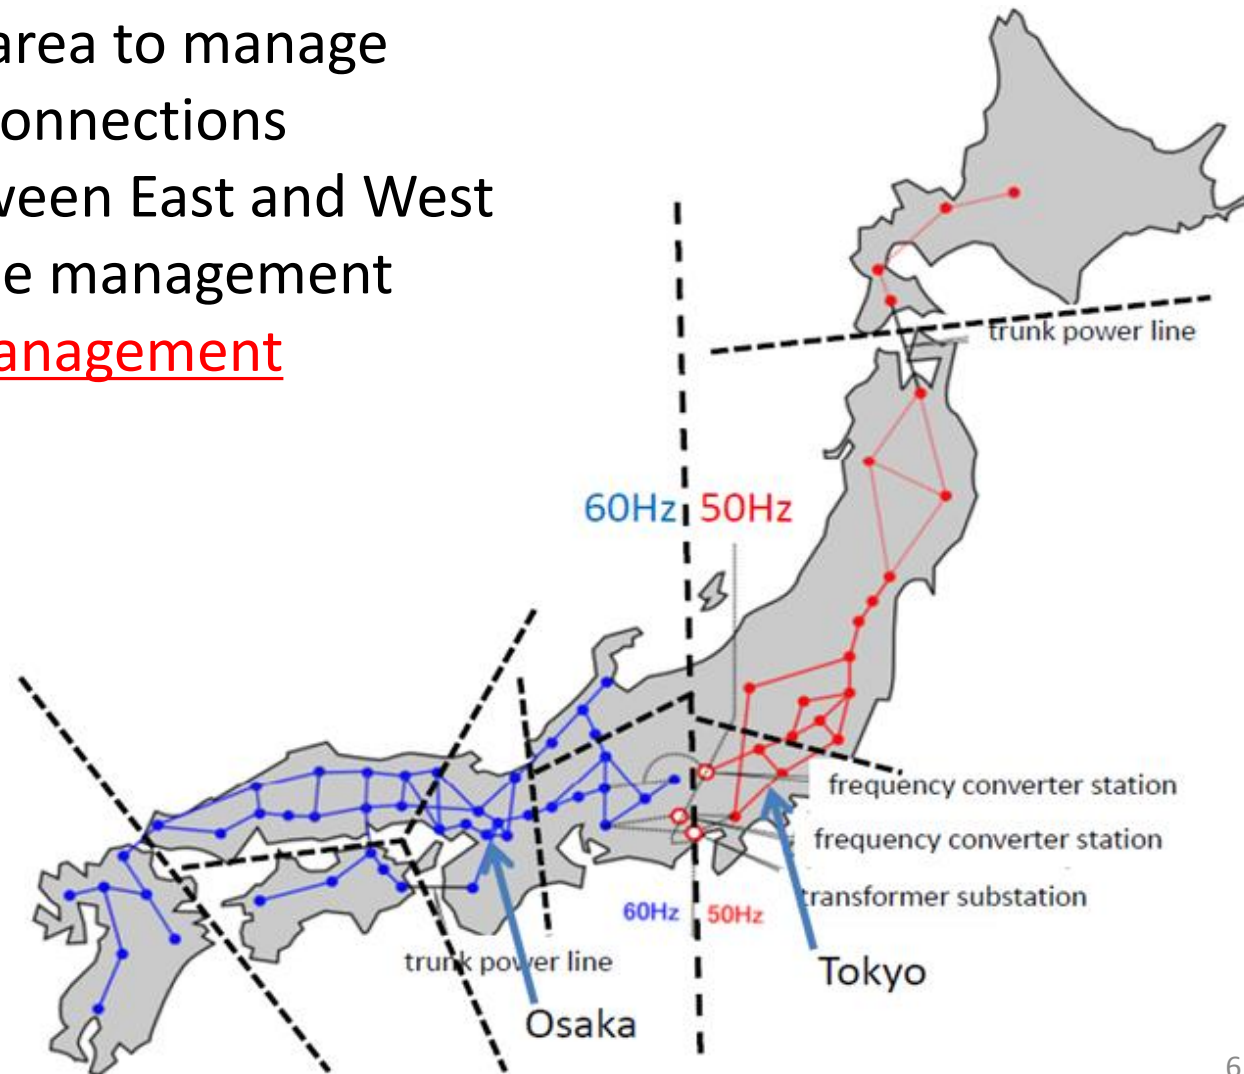 area to manage
onnections
ween East and West
e management
anagement
trunk power line
60Hz 50Hz
frequency converter station
frequency converter station
transformer substation
60Hz 50Hz
trunk power line
Tokyo
Osaka
6